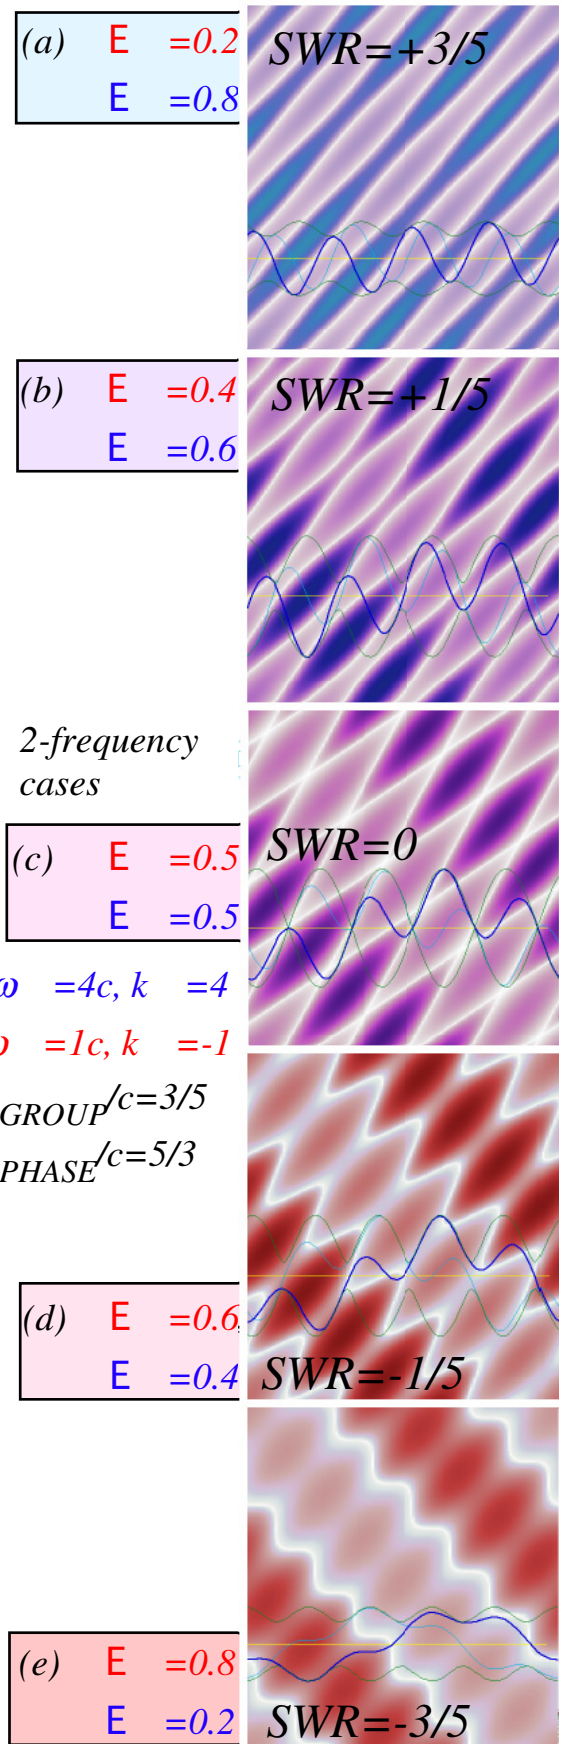 (a) E =0.2
E =0.8
SWR=+3/5
(b) E =0.4
E =0.6
SWR=+1/5
2-frequency
cases
(c) E =0.5
E =0.5
SWR=0
ω =4c, k =4
ω =1c, k =-1
GROUP/c=3/5
PHASE/c=5/3
(d) E =0.6
E =0.4
SWR=-1/5
(e) E =0.8
E =0.2
SWR=-3/5